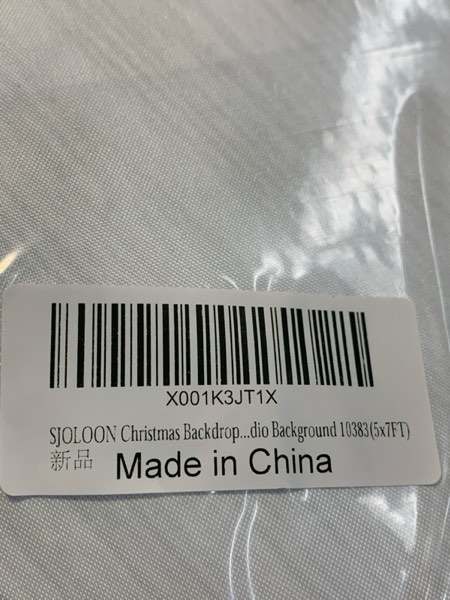 X001K3JT1X
SJOLOON Christmas Backdrop...dio Background 10383(5x7FT)
新品 Made in China